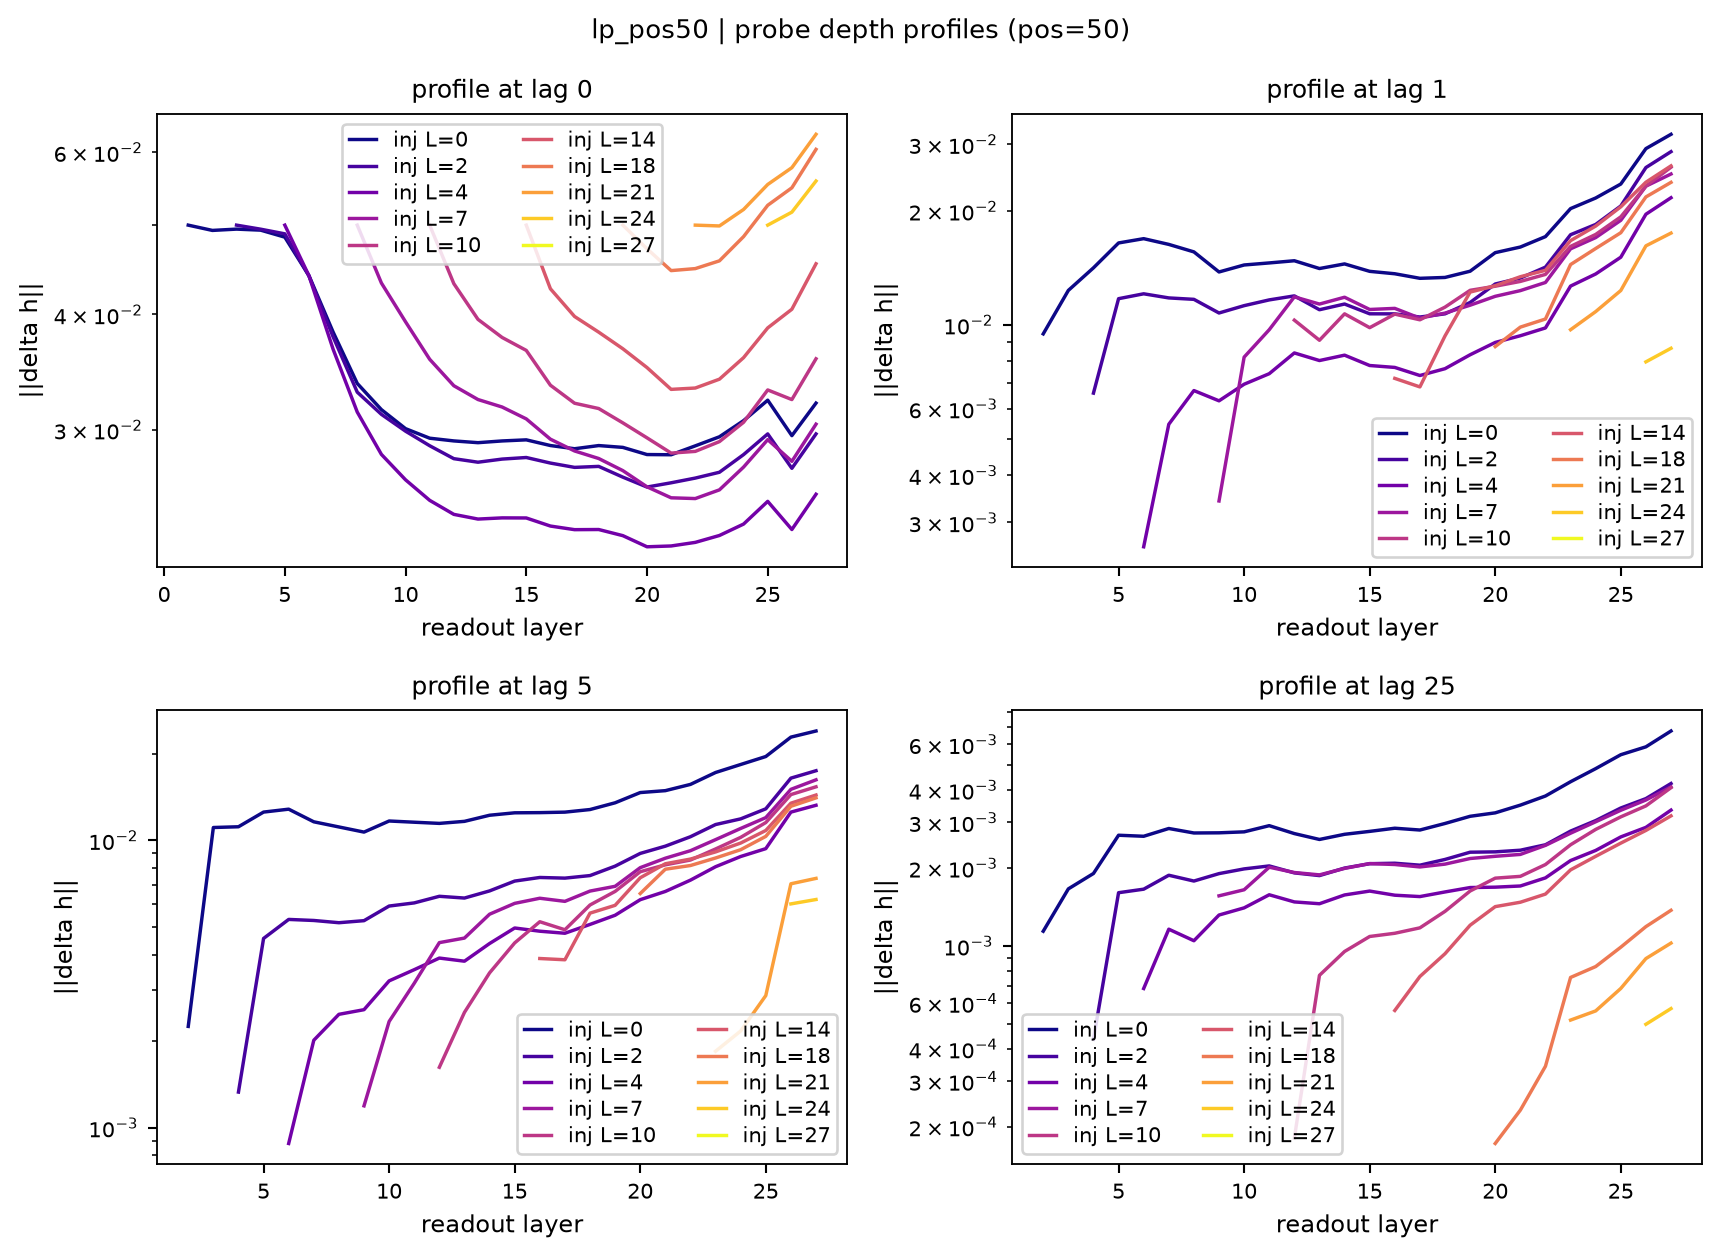 lp_pos50 | probe depth profiles (pos=50)
profile at lag 0
||delta h||
6 × 10⁻²
4 × 10⁻²
3 × 10⁻²
inj L=0
inj L=2
inj L=4
inj L=7
inj L=10
inj L=14
inj L=18
inj L=21
inj L=24
inj L=27
0 5 10 15 20 25
readout layer
profile at lag 1
||delta h||
3 × 10⁻²
2 × 10⁻²
10⁻²
6 × 10⁻³
4 × 10⁻³
3 × 10⁻³
inj L=0
inj L=2
inj L=4
inj L=7
inj L=10
inj L=14
inj L=18
inj L=21
inj L=24
inj L=27
5 10 15 20 25
readout layer
profile at lag 5
||delta h||
10⁻²
10⁻³
inj L=0
inj L=2
inj L=4
inj L=7
inj L=10
inj L=14
inj L=18
inj L=21
inj L=24
inj L=27
5 10 15 20 25
readout layer
profile at lag 25
||delta h||
6 × 10⁻³
4 × 10⁻³
3 × 10⁻³
2 × 10⁻³
10⁻³
6 × 10⁻⁴
4 × 10⁻⁴
3 × 10⁻⁴
2 × 10⁻⁴
inj L=0
inj L=2
inj L=4
inj L=7
inj L=10
inj L=14
inj L=18
inj L=21
inj L=24
inj L=27
5 10 15 20 25
readout layer